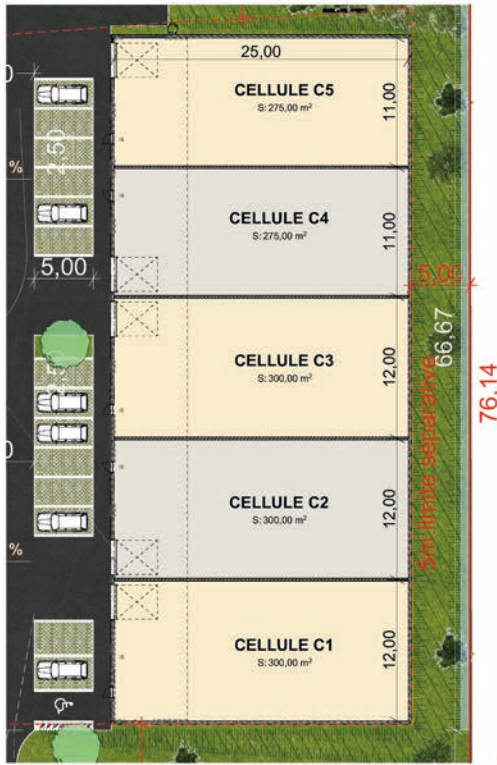 25,00
CELLULE C5
S: 275,00 m²
11,00
2,50
%
CELLULE C4
S: 275,00 m²
11,00
5,00
5,00
CELLULE C3
S: 300,00 m²
12,00
66,67
76,14
5m limite séparative
CELLULE C2
S: 300,00 m²
12,00
%
CELLULE C1
S: 300,00 m²
12,00